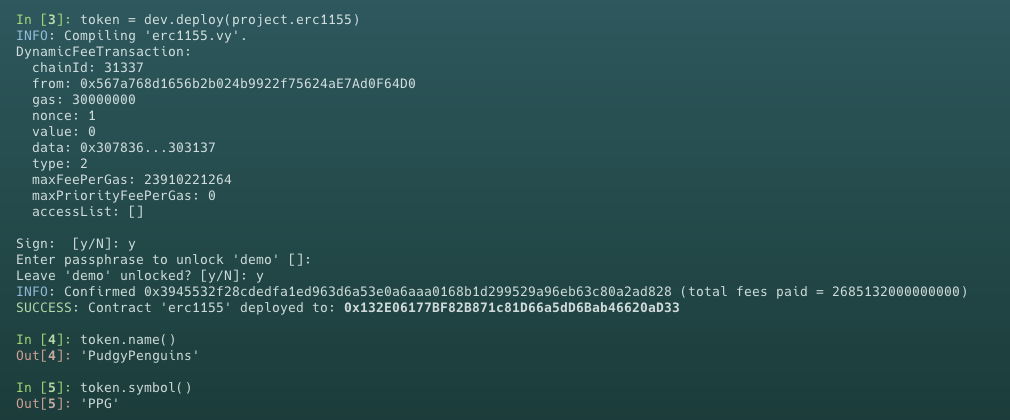 In [3]: token = dev.deploy(project.erc1155)
INFO: Compiling 'erc1155.vy'.
DynamicFeeTransaction:
  chainId: 31337
  from: 0x567a768d1656b2b024b9922f75624aE7Ad0F64D0
  gas: 30000000
  nonce: 1
  value: 0
  data: 0x307836...303137
  type: 2
  maxFeePerGas: 23910221264
  maxPriorityFeePerGas: 0
  accessList: []
Sign:  [y/N]: y
Enter passphrase to unlock 'demo' []:
Leave 'demo' unlocked? [y/N]: y
INFO: Confirmed 0x3945532f28cdedfa1ed963d6a53e0a6aaa0168b1d299529a96eb63c80a2ad828 (total fees paid = 2685132000000000)
SUCCESS: Contract 'erc1155' deployed to: 0x132E06177BF82B871c81D66a5dD6Bab46620aD33
In [4]: token.name()
Out[4]: 'PudgyPenguins'
In [5]: token.symbol()
Out[5]: 'PPG'